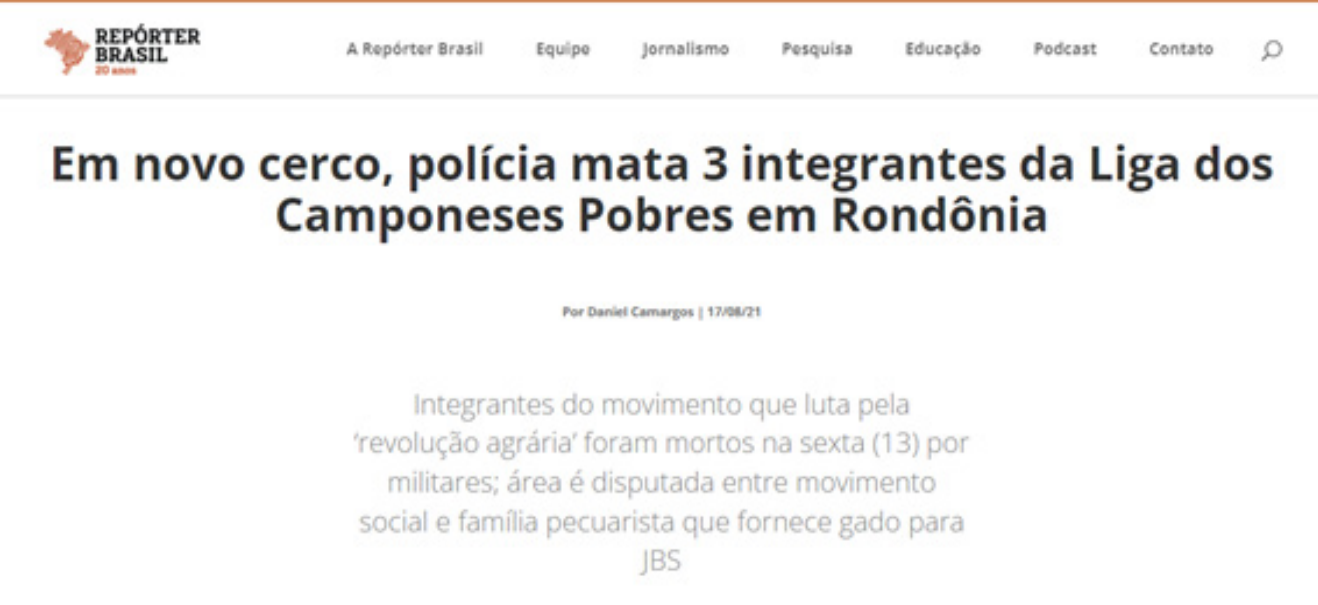 REPÓRTER
BRASIL
20 anos
A Repórter Brasil Equipe Jornalismo Pesquisa Educação Podcast Contato
Em novo cerco, polícia mata 3 integrantes da Liga dos
Camponeses Pobres em Rondônia
Por Daniel Camargos | 17/08/21
Integrantes do movimento que luta pela
‘revolução agrária’ foram mortos na sexta (13) por
militares; área é disputada entre movimento
social e família pecuarista que fornece gado para
JBS